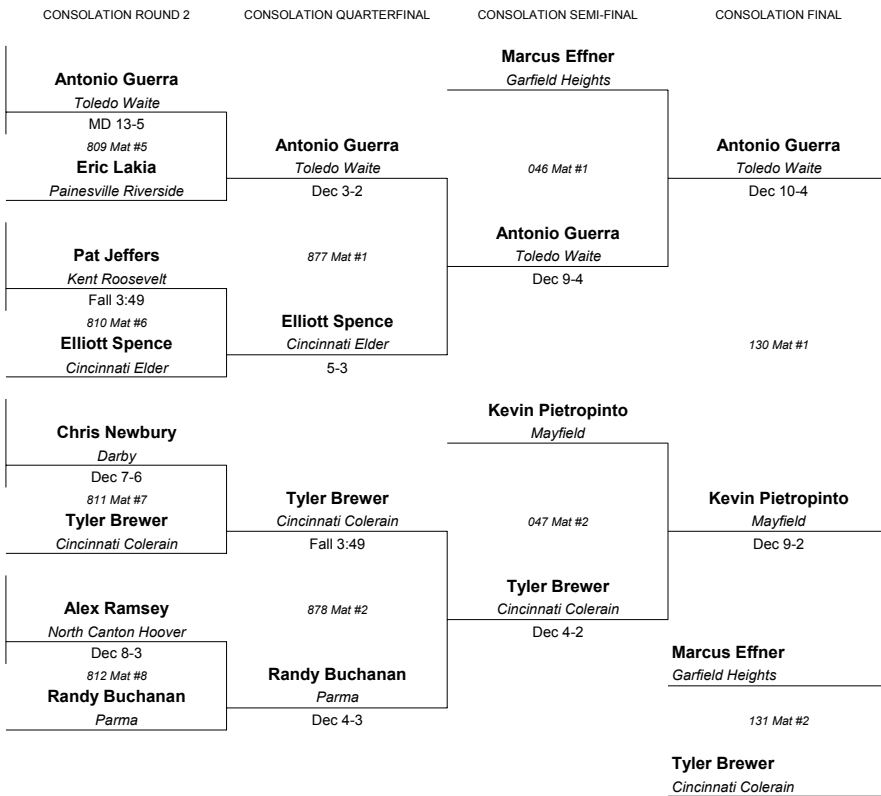 CONSOLATION ROUND 2
CONSOLATION QUARTERFINAL
CONSOLATION SEMI-FINAL
CONSOLATION FINAL
Antonio Guerra
Toledo Waite
MD 13-5
809 Mat #5
Eric Lakia
Painesville Riverside
Pat Jeffers
Kent Roosevelt
Fall 3:49
810 Mat #6
Elliott Spence
Cincinnati Elder
Chris Newbury
Darby
Dec 7-6
811 Mat #7
Tyler Brewer
Cincinnati Colerain
Alex Ramsey
North Canton Hoover
Dec 8-3
812 Mat #8
Randy Buchanan
Parma
Antonio Guerra
Toledo Waite
Dec 3-2
877 Mat #1
Elliott Spence
Cincinnati Elder
5-3
Tyler Brewer
Cincinnati Colerain
Fall 3:49
878 Mat #2
Randy Buchanan
Parma
Dec 4-3
Marcus Effner
Garfield Heights
046 Mat #1
Antonio Guerra
Toledo Waite
Dec 9-4
Kevin Pietropinto
Mayfield
047 Mat #2
Tyler Brewer
Cincinnati Colerain
Dec 4-2
Antonio Guerra
Toledo Waite
Dec 10-4
130 Mat #1
Kevin Pietropinto
Mayfield
Dec 9-2
Marcus Effner
Garfield Heights
131 Mat #2
Tyler Brewer
Cincinnati Colerain